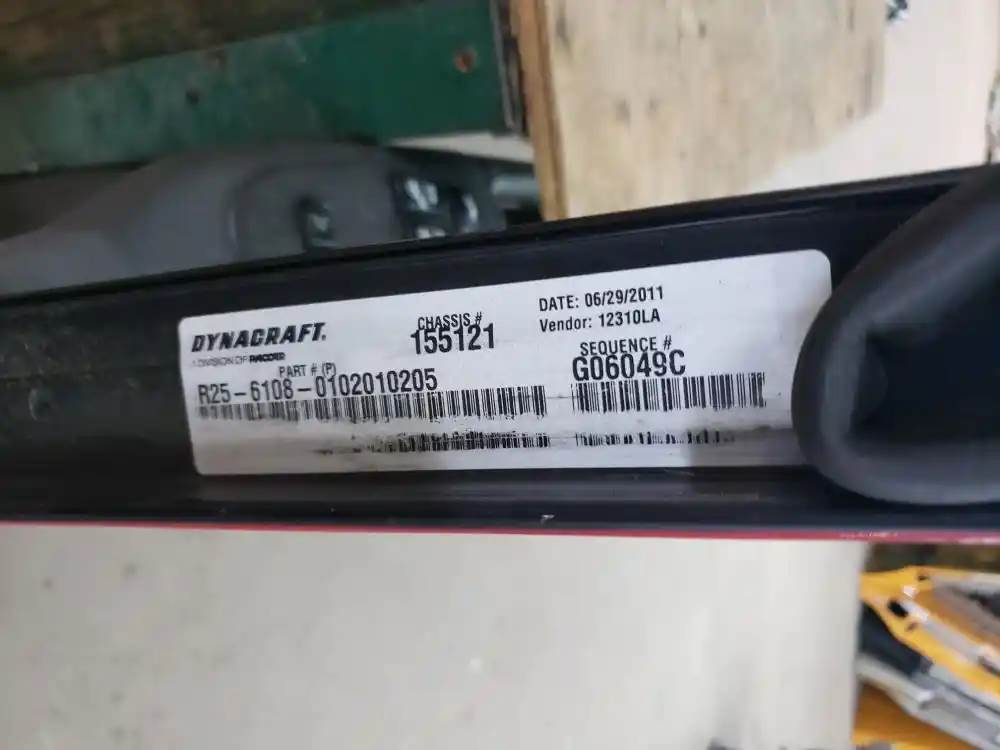 DYNACRAFT.
A DIVISION OF PACCAR
CHASSIS #
155121
DATE: 06/29/2011
Vendor: 12310LA
PART # (P)
R25-6108-0102010205
SEQUENCE #
G06049C